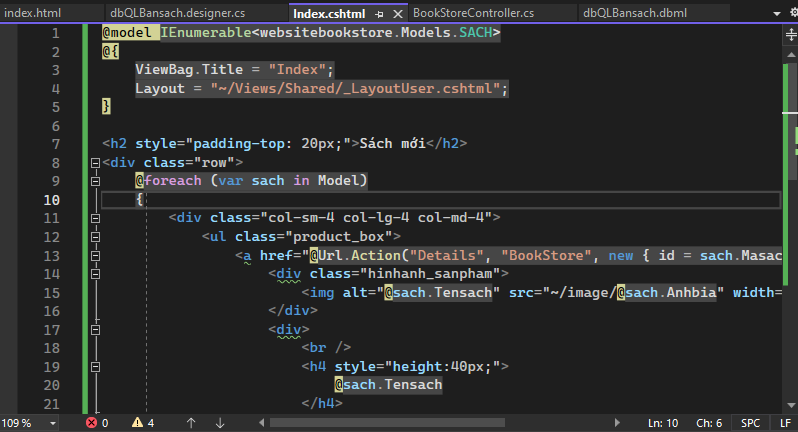 index.html dbQLBansach.designer.cs Index.cshtml BookStoreController.cs dbQLBansach.dbml
1 @model IEnumerable<websitebookstore.Models.SACH>
2 @{
3 ViewBag.Title = "Index";
4 Layout = "~/Views/Shared/_LayoutUser.cshtml";
5 }
6
7 <h2 style="padding-top: 20px;">Sách mới</h2>
8 <div class="row">
9 @foreach (var sach in Model)
10 {
11 <div class="col-sm-4 col-lg-4 col-md-4">
12 <ul class="product_box">
13 <a href="@Url.Action("Details", "BookStore", new { id = sach.Masac
14 <div class="hinhanh_sanpham">
15 <img alt="@sach.Tensach" src="~/image/@sach.Anhbia" width=
16 </div>
17 <div>
18 <br />
19 <h4 style="height:40px;">
20 @sach.Tensach
21 </h4>
109 % 0 4 Ln: 10 Ch: 6 SPC LF